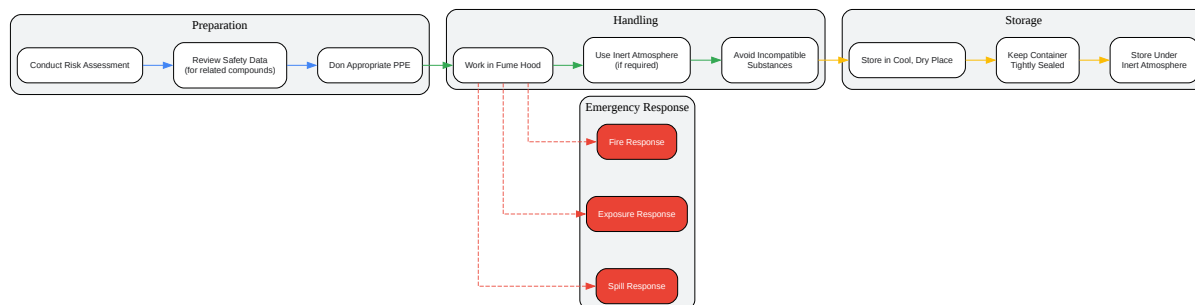 Preparation
Conduct Risk Assessment
Review Safety Data
(for related compounds)
Don Appropriate PPE
Handling
Work in Fume Hood
Use Inert Atmosphere
(if required)
Avoid Incompatible
Substances
Storage
Store in Cool, Dry Place
Keep Container
Tightly Sealed
Store Under
Inert Atmosphere
Emergency Response
Fire Response
Exposure Response
Spill Response